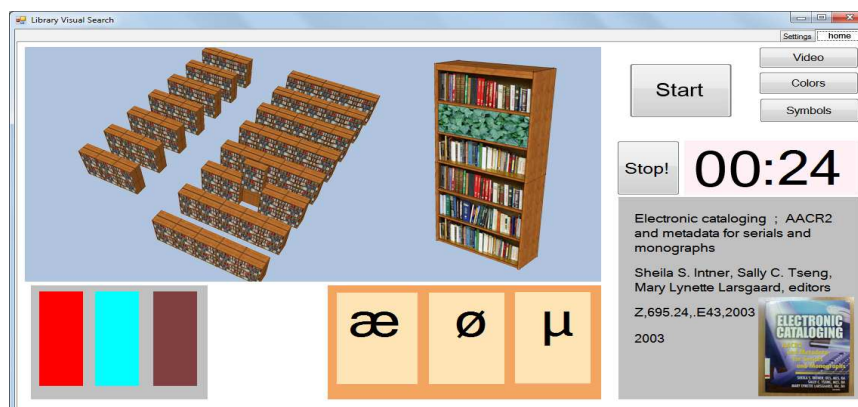 Library Visual Search
Settings home
Video
Start
Colors
Symbols
Stop!
00:24
Electronic cataloging ; AACR2
and metadata for serials and
monographs
Sheila S. Intner, Sally C. Tseng,
Mary Lynette Larsgaard, editors
Z,695.24,.E43,2003
2003
ELECTRONIC
CATALOGING
æ ø µ